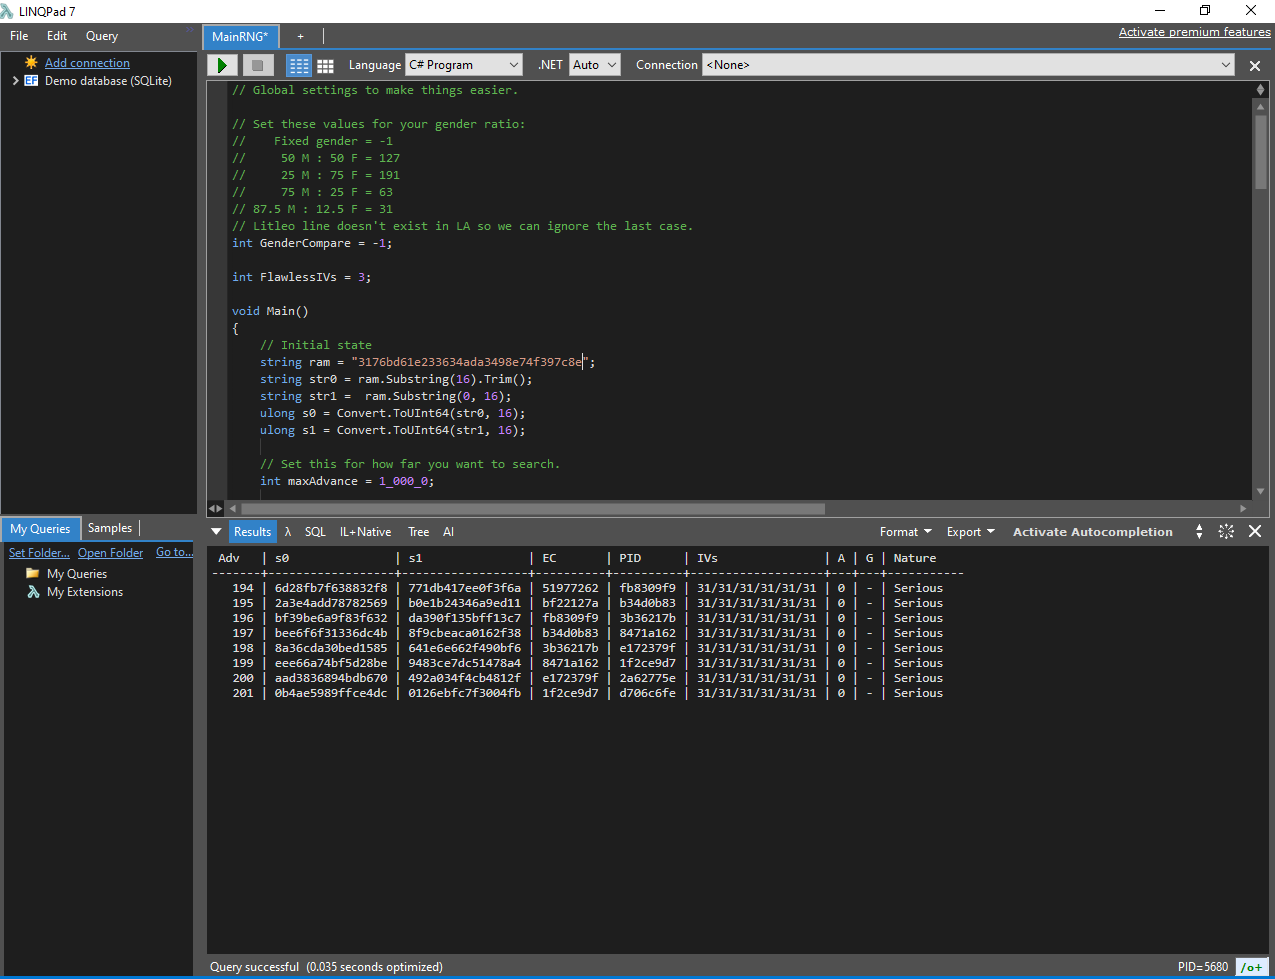 LINQPad 7
File Edit Query
MainRNG* +
Activate premium features
Add connection
Demo database (SQLite)
Language C# Program .NET Auto Connection <None>
// Global settings to make things easier.
// Set these values for your gender ratio:
//    Fixed gender = -1
//     50 M : 50 F = 127
//     25 M : 75 F = 191
//     75 M : 25 F = 63
// 87.5 M : 12.5 F = 31
// Litleo line doesn't exist in LA so we can ignore the last case.
int GenderCompare = -1;
int FlawlessIVs = 3;
void Main()
{
// Initial state
string ram = "3176bd61e233634ada3498e74f397c8e";
string str0 = ram.Substring(16).Trim();
string str1 =  ram.Substring(0, 16);
ulong s0 = Convert.ToUInt64(str0, 16);
ulong s1 = Convert.ToUInt64(str1, 16);
// Set this for how far you want to search.
int maxAdvance = 1_000_0;
My Queries Samples
Set Folder... Open Folder Go to...
My Queries
My Extensions
Results λ SQL IL+Native Tree AI Format Export Activate Autocompletion
Adv | s0 | s1 | EC | PID | IVs | A | G | Nature
194 | 6d28fb7f638832f8 | 771db417ee0f3f6a | 51977262 | fb8309f9 | 31/31/31/31/31/31 | 0 | - | Serious
195 | 2a3e4add78782569 | b0e1b24346a9ed11 | bf22127a | b34d0b83 | 31/31/31/31/31/31 | 0 | - | Serious
196 | bf39be6a9f83f632 | da390f135bff13c7 | fb8309f9 | 3b36217b | 31/31/31/31/31/31 | 0 | - | Serious
197 | bee6f6f31336dc4b | 8f9cbeaca0162f38 | b34d0b83 | 8471a162 | 31/31/31/31/31/31 | 0 | - | Serious
198 | 8a36cda30bed1585 | 641e6e662f490bf6 | 3b36217b | e172379f | 31/31/31/31/31/31 | 0 | - | Serious
199 | eee66a74bf5d28be | 9483ce7dc51478a4 | 8471a162 | 1f2ce9d7 | 31/31/31/31/31/31 | 0 | - | Serious
200 | aad3836894bdb670 | 492a034f4cb4812f | e172379f | 2a62775e | 31/31/31/31/31/31 | 0 | - | Serious
201 | 0b4ae5989ffce4dc | 0126ebfc7f3004fb | 1f2ce9d7 | d706c6fe | 31/31/31/31/31/31 | 0 | - | Serious
Query successful (0.035 seconds optimized) PID=5680 /o+